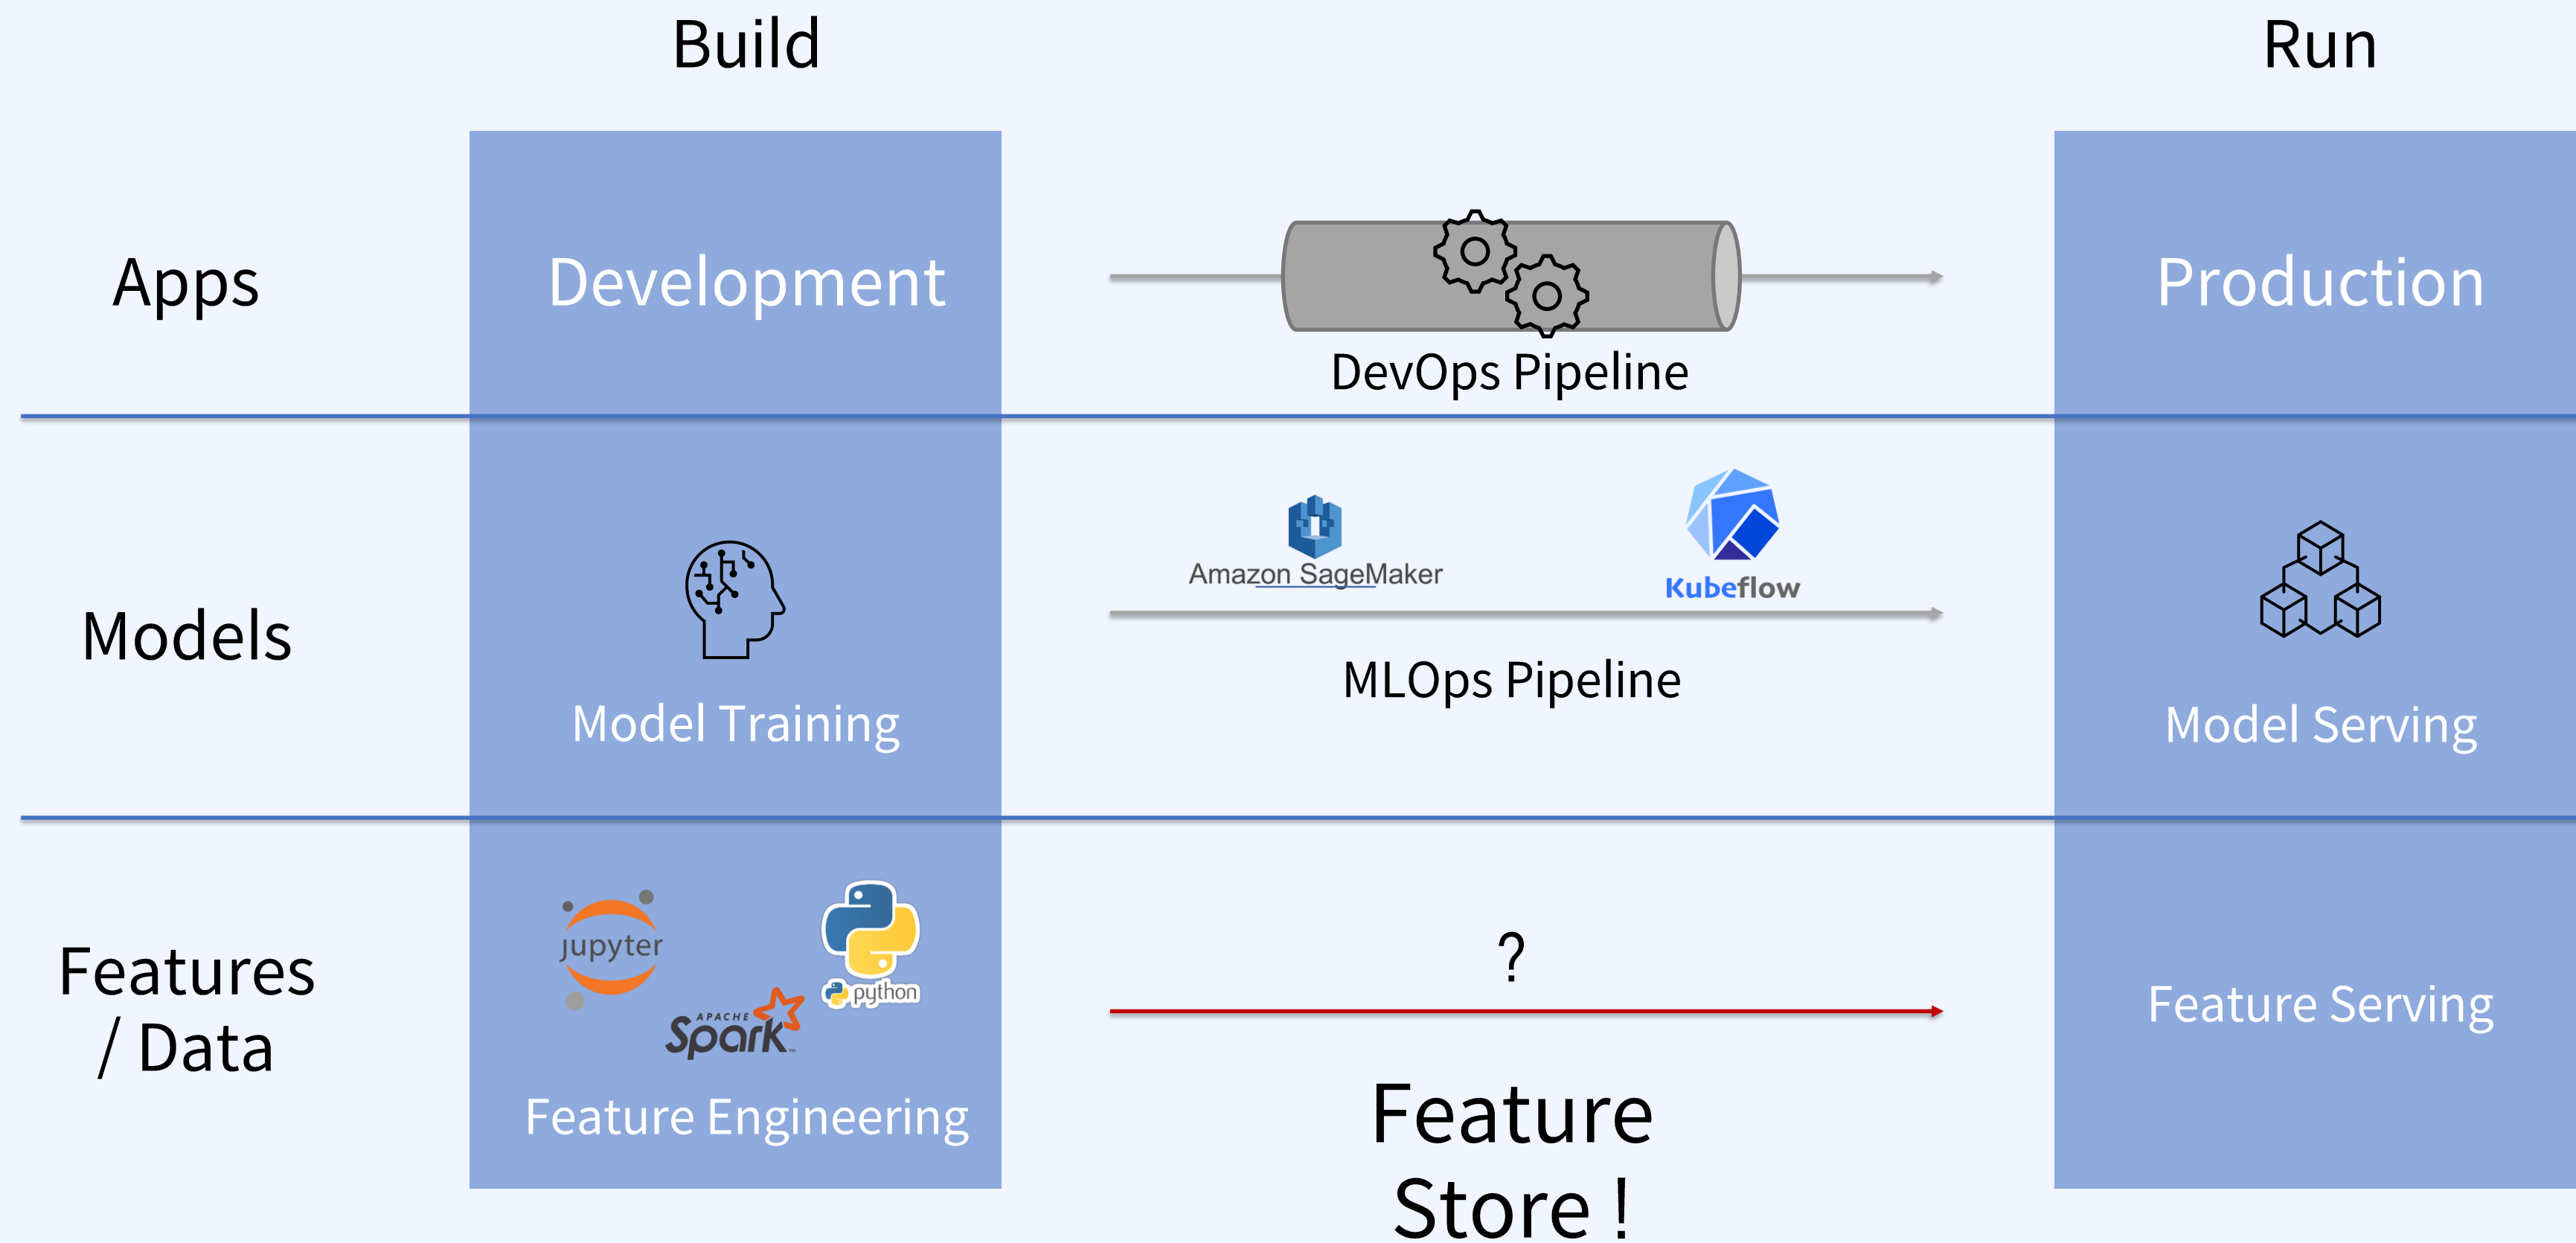 Build
Run
Apps
Development
DevOps Pipeline
Production
Models
Model Training
Amazon SageMaker
Kubeflow
MLOps Pipeline
Model Serving
Features
/ Data
jupyter
python
APACHE
Spark™
Feature Engineering
?
Feature
Store !
Feature Serving